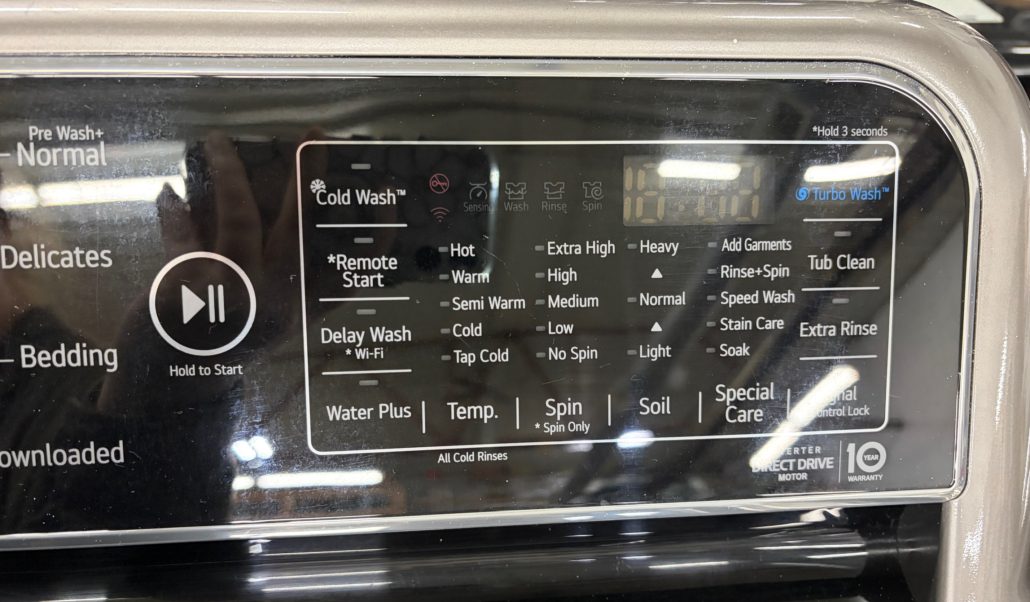 Pre Wash+
Normal
Delicates
Bedding
ownloaded
Hold to Start
*Hold 3 seconds
Cold Wash™
*Remote
Start
Delay Wash
* Wi-Fi
Water Plus
Sensing
Wash
Rinse
Spin
Hot
Warm
Semi Warm
Cold
Tap Cold
Temp.
Extra High
High
Medium
Low
No Spin
Spin
* Spin Only
Heavy
Normal
Light
Soil
Add Garments
Rinse+Spin
Speed Wash
Stain Care
Soak
Special
Care
Turbo Wash™
Tub Clean
Extra Rinse
gnal
ontrol Lock
All Cold Rinses
ERTER
DIRECT DRIVE
MOTOR
10 YEAR
WARRANTY